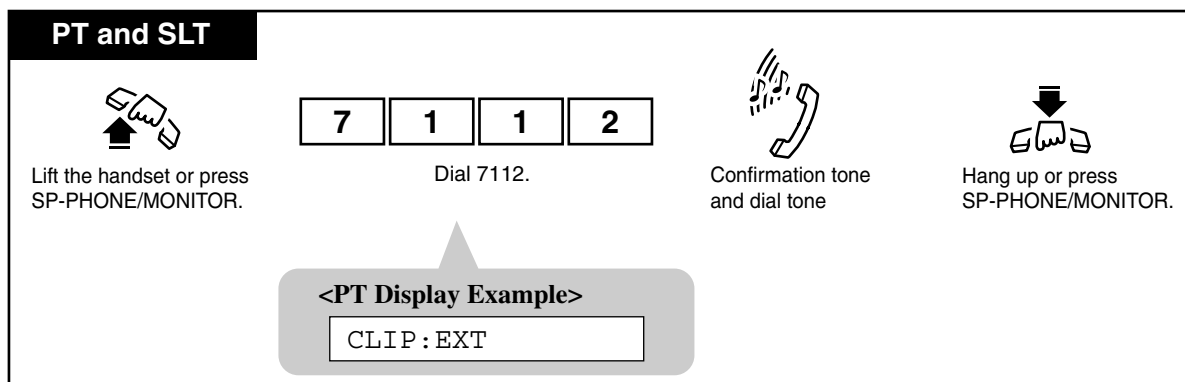 PT and SLT
7 1 1 2
Lift the handset or press
SP-PHONE/MONITOR.
Dial 7112.
Confirmation tone
and dial tone
Hang up or press
SP-PHONE/MONITOR.
<PT Display Example>
CLIP:EXT